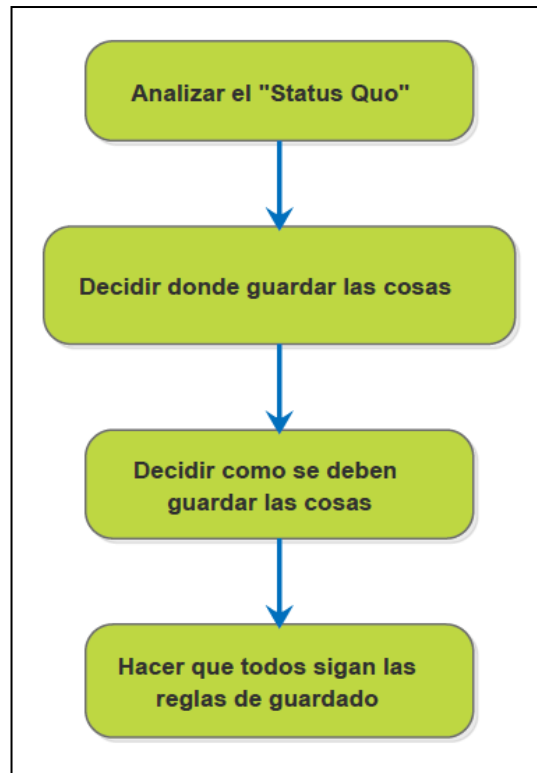 Analizar el "Status Quo"
Decidir donde guardar las cosas
Decidir como se deben
guardar las cosas
Hacer que todos sigan las
reglas de guardado